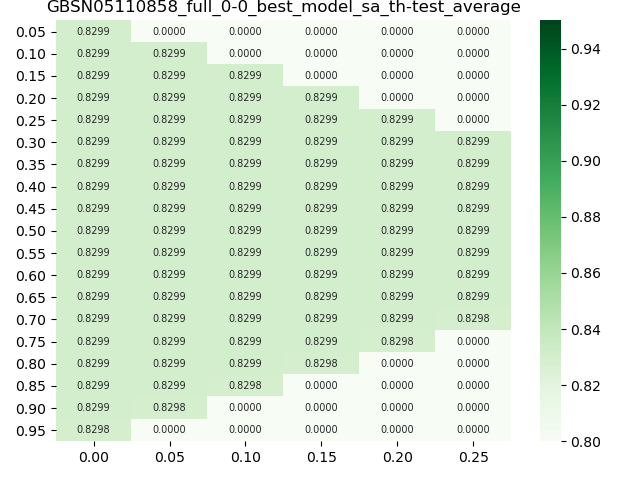 GBSN05110858_full_0-0_best_model_sa_th-test_average
0.05 0.8299 0.0000 0.0000 0.0000 0.0000 0.0000
0.10 0.8299 0.8299 0.0000 0.0000 0.0000 0.0000
0.15 0.8299 0.8299 0.8299 0.0000 0.0000 0.0000
0.20 0.8299 0.8299 0.8299 0.8299 0.0000 0.0000
0.25 0.8299 0.8299 0.8299 0.8299 0.8299 0.0000
0.30 0.8299 0.8299 0.8299 0.8299 0.8299 0.8299
0.35 0.8299 0.8299 0.8299 0.8299 0.8299 0.8299
0.40 0.8299 0.8299 0.8299 0.8299 0.8299 0.8299
0.45 0.8299 0.8299 0.8299 0.8299 0.8299 0.8299
0.50 0.8299 0.8299 0.8299 0.8299 0.8299 0.8299
0.55 0.8299 0.8299 0.8299 0.8299 0.8299 0.8299
0.60 0.8299 0.8299 0.8299 0.8299 0.8299 0.8299
0.65 0.8299 0.8299 0.8299 0.8299 0.8299 0.8299
0.70 0.8299 0.8299 0.8299 0.8299 0.8299 0.8298
0.75 0.8299 0.8299 0.8299 0.8299 0.8298 0.0000
0.80 0.8299 0.8299 0.8299 0.8298 0.0000 0.0000
0.85 0.8299 0.8299 0.8298 0.0000 0.0000 0.0000
0.90 0.8299 0.8298 0.0000 0.0000 0.0000 0.0000
0.95 0.8298 0.0000 0.0000 0.0000 0.0000 0.0000
0.00 0.05 0.10 0.15 0.20 0.25
0.94
0.92
0.90
0.88
0.86
0.84
0.82
0.80